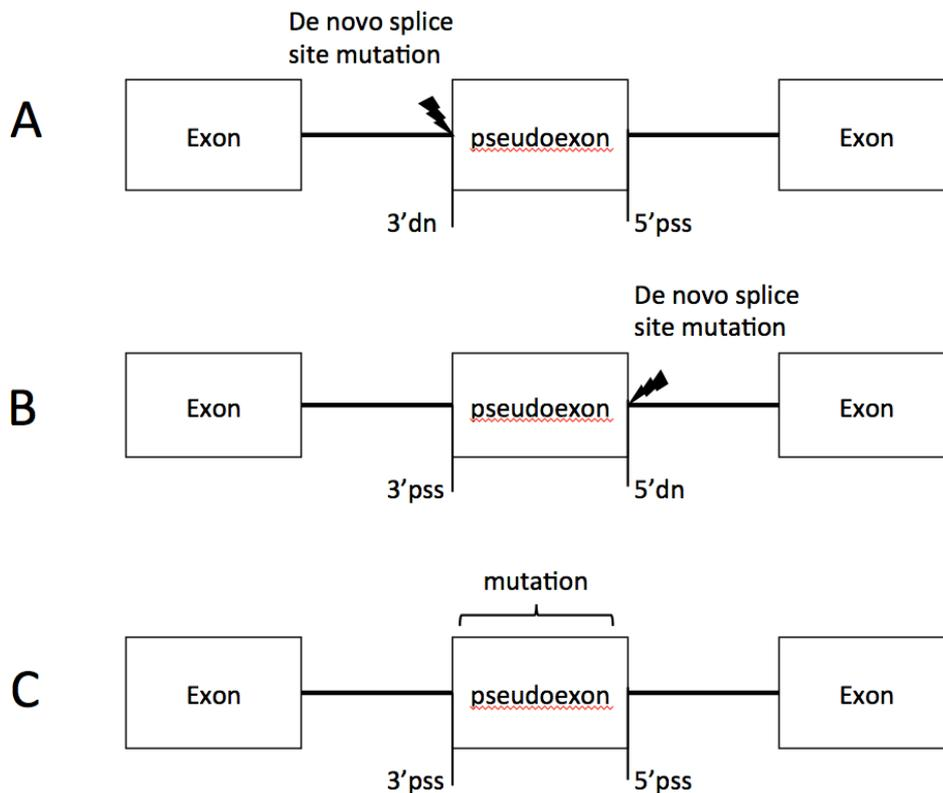 De novo splice
site mutation
A
Exon
pseudoexon
Exon
3'dn
5'pss
De novo splice
site mutation
B
Exon
pseudoexon
Exon
3'pss
5'dn
mutation
C
Exon
pseudoexon
Exon
3'pss
5'pss